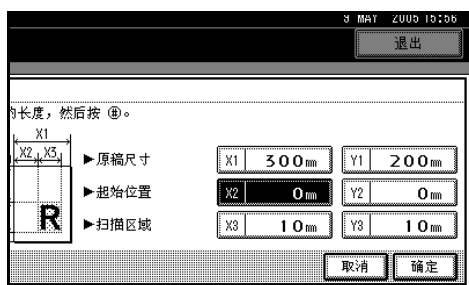 9 MAY 2005 15:56
退出
的长度，然后按 ⊕。
X1
X2 X3
▶原稿尺寸 X1 300mm Y1 200mm
▶起始位置 X2 0mm Y2 0mm
R
▶扫描区域 X3 10mm Y3 10mm
取消 确定